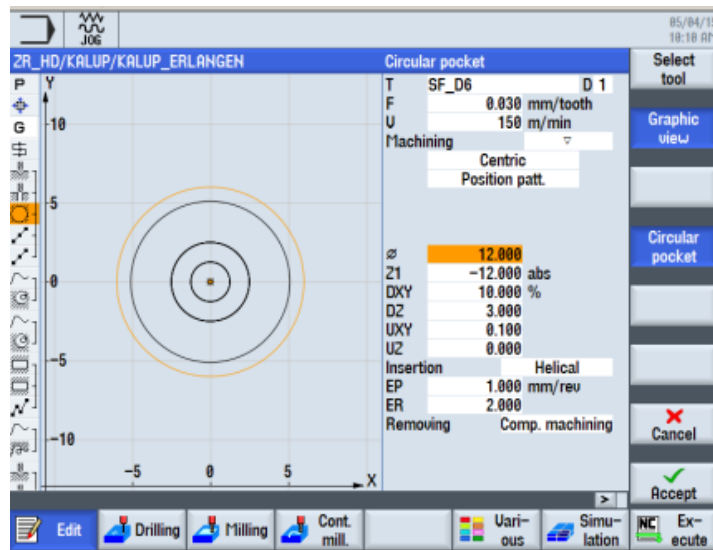 JOG
05/04/1
10:10 AM
ZR_HD/KALUP/KALUP_ERLANGEN
Circular pocket
Select
tool
P
Y
T SF_D6 D 1
F 0.030 mm/tooth
G
10
V 150 m/min
Graphic
view
Machining ▽
Centric
Position patt.
5
ø 12.000
Circular
pocket
0
Z1 -12.000 abs
DXY 10.000 %
DZ 3.000
UXY 0.100
UZ 0.000
-5
Insertion Helical
EP 1.000 mm/rev
ER 2.000
Removing Comp. machining
Cancel
-10
-5 0 5 X
Accept
>
Edit
Drilling
Milling
Cont.
mill.
Vari-
ous
Simu-
lation
NC
Ex-
ecute